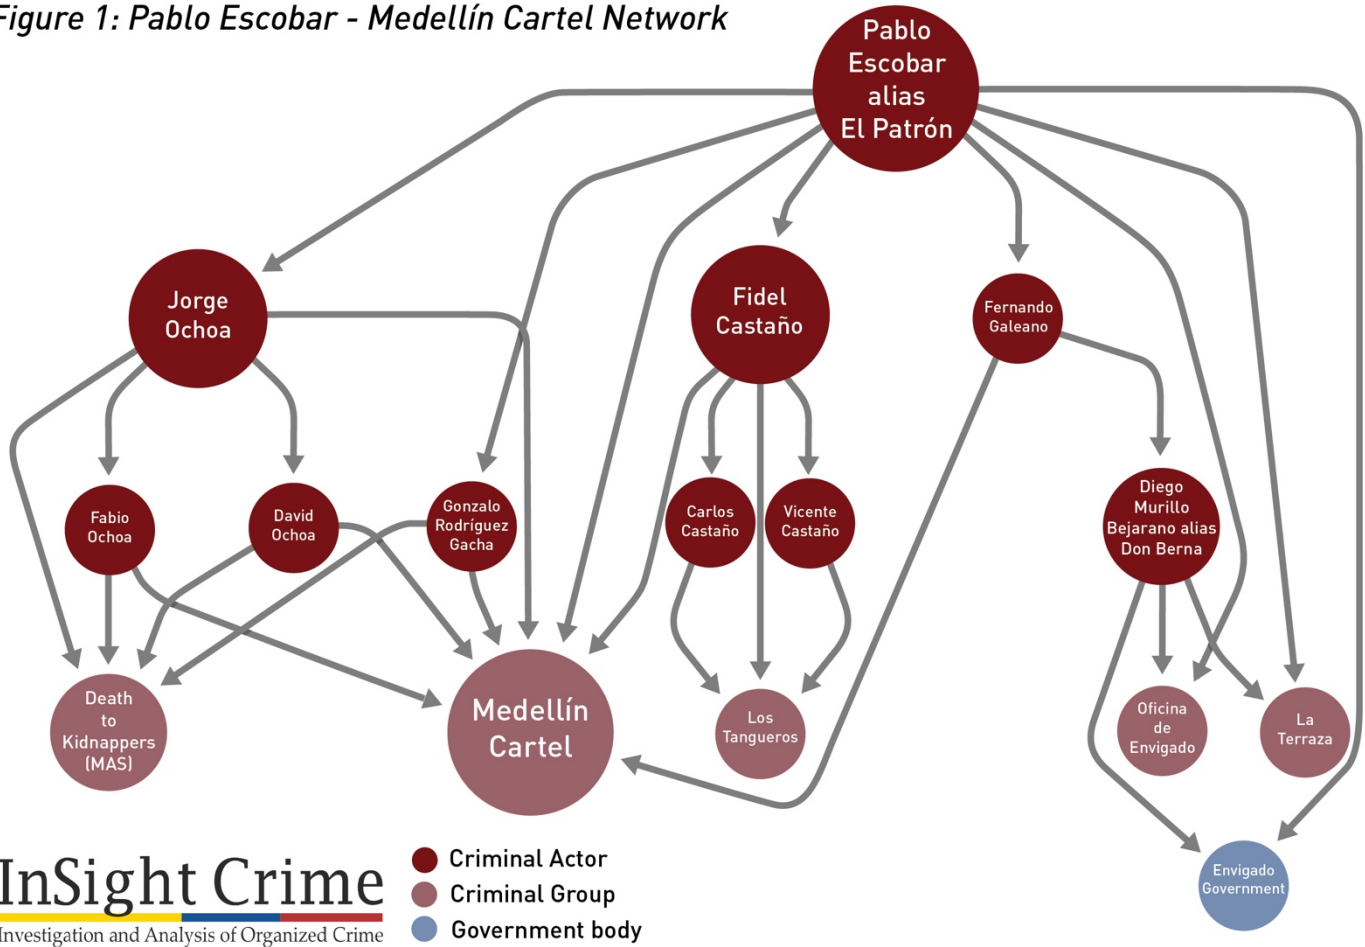 Figure 1: Pablo Escobar - Medellín Cartel Network
Pablo
Escobar
alias
El Patrón
Jorge
Ochoa
Fidel
Castaño
Fernando
Galeano
Fabio
Ochoa
David
Ochoa
Gonzalo
Rodríguez
Gacha
Carlos
Castaño
Vicente
Castaño
Diego
Murillo
Bejarano alias
Don Berna
Death
to
Kidnappers
(MAS)
Medellín
Cartel
Los
Tangueros
Oficina
de
Envigado
La
Terraza
Envigado
Government
InSight Crime
Investigation and Analysis of Organized Crime
Criminal Actor
Criminal Group
Government body